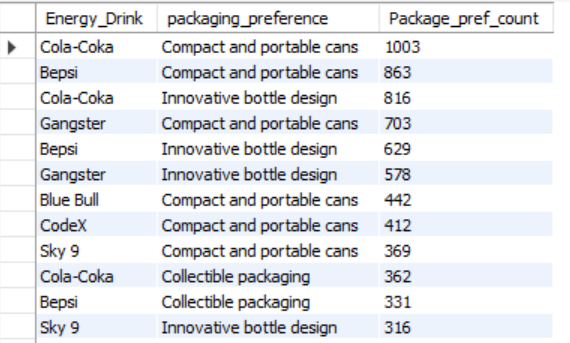 Energy_Drink packaging_preference Package_pref_count
Cola-Coka Compact and portable cans 1003
Bepsi Compact and portable cans 863
Cola-Coka Innovative bottle design 816
Gangster Compact and portable cans 703
Bepsi Innovative bottle design 629
Gangster Innovative bottle design 578
Blue Bull Compact and portable cans 442
CodeX Compact and portable cans 412
Sky 9 Compact and portable cans 369
Cola-Coka Collectible packaging 362
Bepsi Collectible packaging 331
Sky 9 Innovative bottle design 316